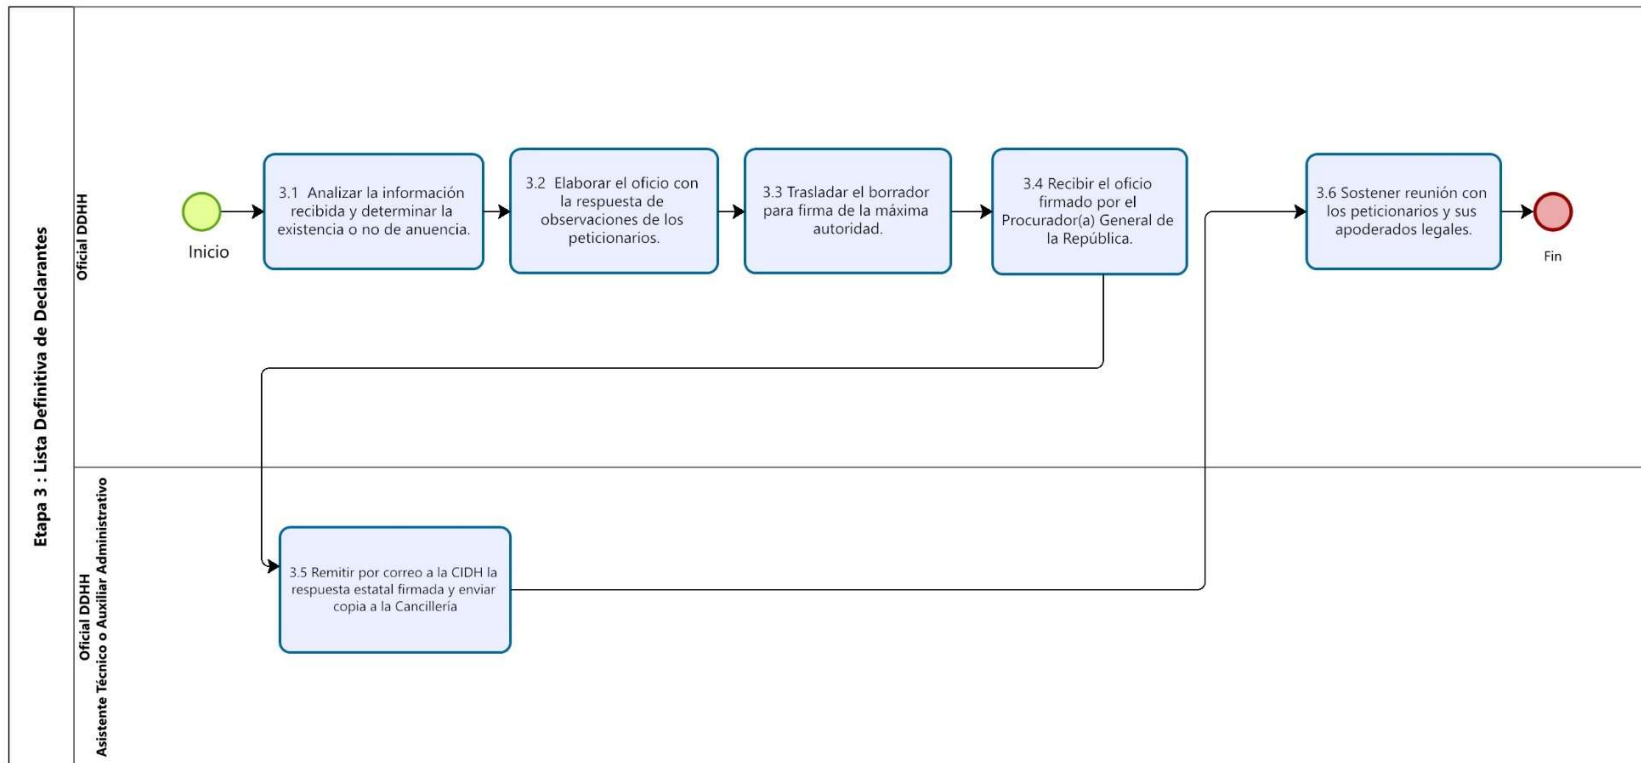 Etapa 3 : Lista Definitiva de Declarantes
Oficial DDHH
Inicio
3.1  Analizar la información
recibida y determinar la
existencia o no de anuencia.
3.2  Elaborar el oficio con
la respuesta de
observaciones de los
peticionarios.
3.3 Trasladar el borrador
para firma de la máxima
autoridad.
3.4 Recibir el oficio
firmado por el
Procurador(a) General de
la República.
3.6 Sostener reunión con
los peticionarios y sus
apoderados legales.
Fin
Oficial DDHH
Asistente Técnico o Auxiliar Administrativo
3.5 Remitir por correo a la CIDH la
respuesta estatal firmada y enviar
copia a la Cancillería